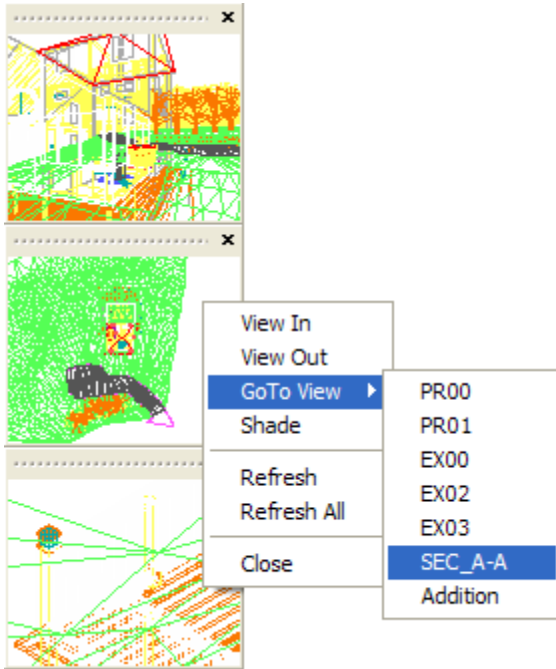 View In
View Out
GoTo View
Shade
Refresh
Refresh All
Close
PR00
PR01
EX00
EX02
EX03
SEC_A-A
Addition